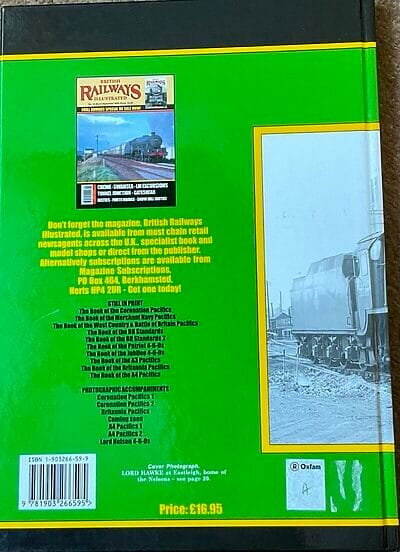 BRITISH
RAILWAYS
ILLUSTRATED
CREWE - SWANSEA - LM EXCURSIONS
Don't forget the magazine, British Railways
Illustrated. Is available from most chain retail
newsagents across the U.K., specialist book and
model shops or direct from the publisher.
Alternatively subscriptions are available from
Magazine Subscriptions,
PO Box 464, Berkhamsted,
Herts HP4 2UR - Get one today!
STILL IN PRINT
The Book of the Coronation Pacifics
The Book of the Merchant Navy Pacifics
The Book of the West Country & Battle of Britain Pacifics
The Book of the BR Standards
The Book of the BR Standards 2
The Book of the Patriot 4-6-0s
The Book of the Jubilee 4-6-0s
The Book of the A3 Pacifics
The Book of the Britannia Pacifics
The Book of the A4 Pacifics
PHOTOGRAPHIC ACCOMPANIMENTS
Coronation Pacifics 1
Coronation Pacifics 2
Britannia Pacifics
Coming soon
A4 Pacifics 1
A4 Pacifics 2
Lord Nelson 4-6-0s
ISBN 1-903266-59-9
9 781903 266595 >
Cover Photograph.
LORD HAWKE at Eastleigh, home of
the Nelsons - see page 20.
Price: £16.95
Oxfam
A